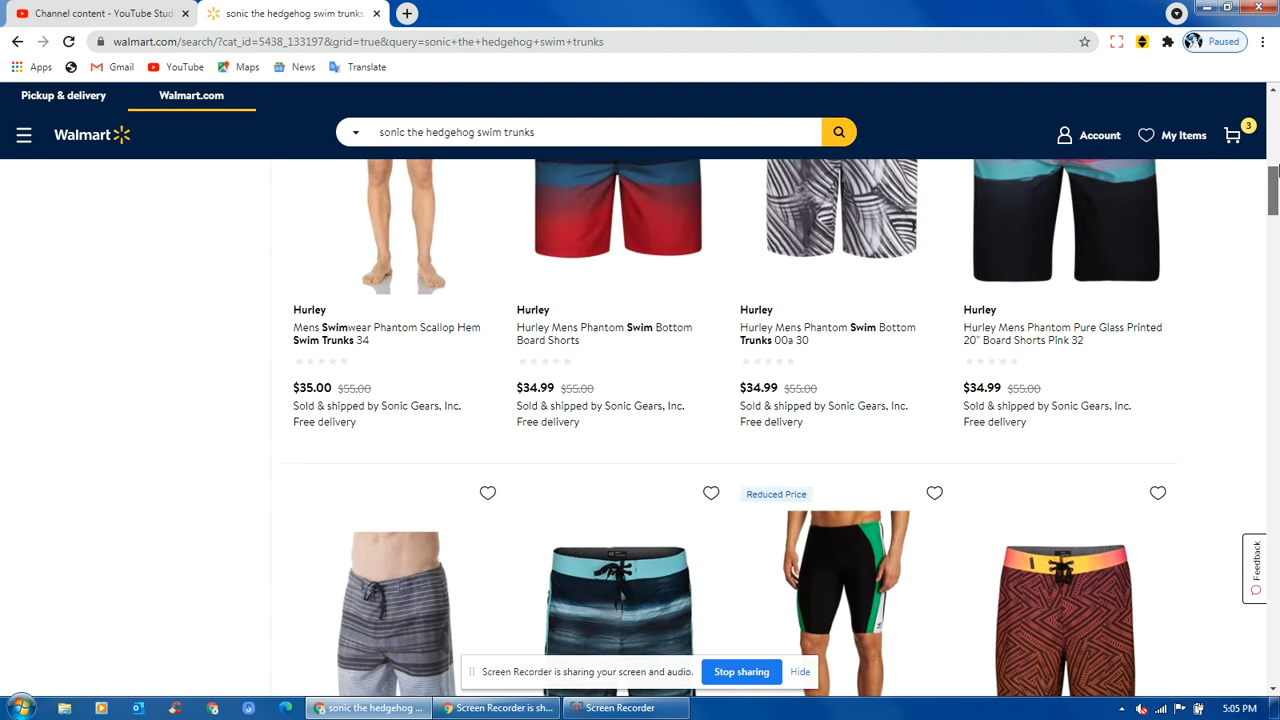 Channel content - YouTube Stud
sonic the hedgehog swim trunks
walmart.com/search/?cat_id=5438_133197&grid=true&query=sonic+the+hedgehog+swim+trunks
Paused
Apps
Gmail
YouTube
Maps
News
Translate
Pickup & delivery
Walmart.com
Walmart
sonic the hedgehog swim trunks
Account
My Items
3
Hurley
Mens Swimwear Phantom Scallop Hem
Swim Trunks 34
$35.00 $55.00
Sold & shipped by Sonic Gears, Inc.
Free delivery
Hurley
Hurley Mens Phantom Swim Bottom
Board Shorts
$34.99 $55.00
Sold & shipped by Sonic Gears, Inc.
Free delivery
Hurley
Hurley Mens Phantom Swim Bottom
Trunks 00a 30
$34.99 $55.00
Sold & shipped by Sonic Gears, Inc.
Free delivery
Hurley
Hurley Mens Phantom Pure Glass Printed
20" Board Shorts Pink 32
$34.99 $55.00
Sold & shipped by Sonic Gears, Inc.
Free delivery
Reduced Price
Feedback
Screen Recorder is sharing your screen and audio.
Stop sharing
Hide
sonic the hedgehog ...
Screen Recorder is sh...
Screen Recorder
5:05 PM